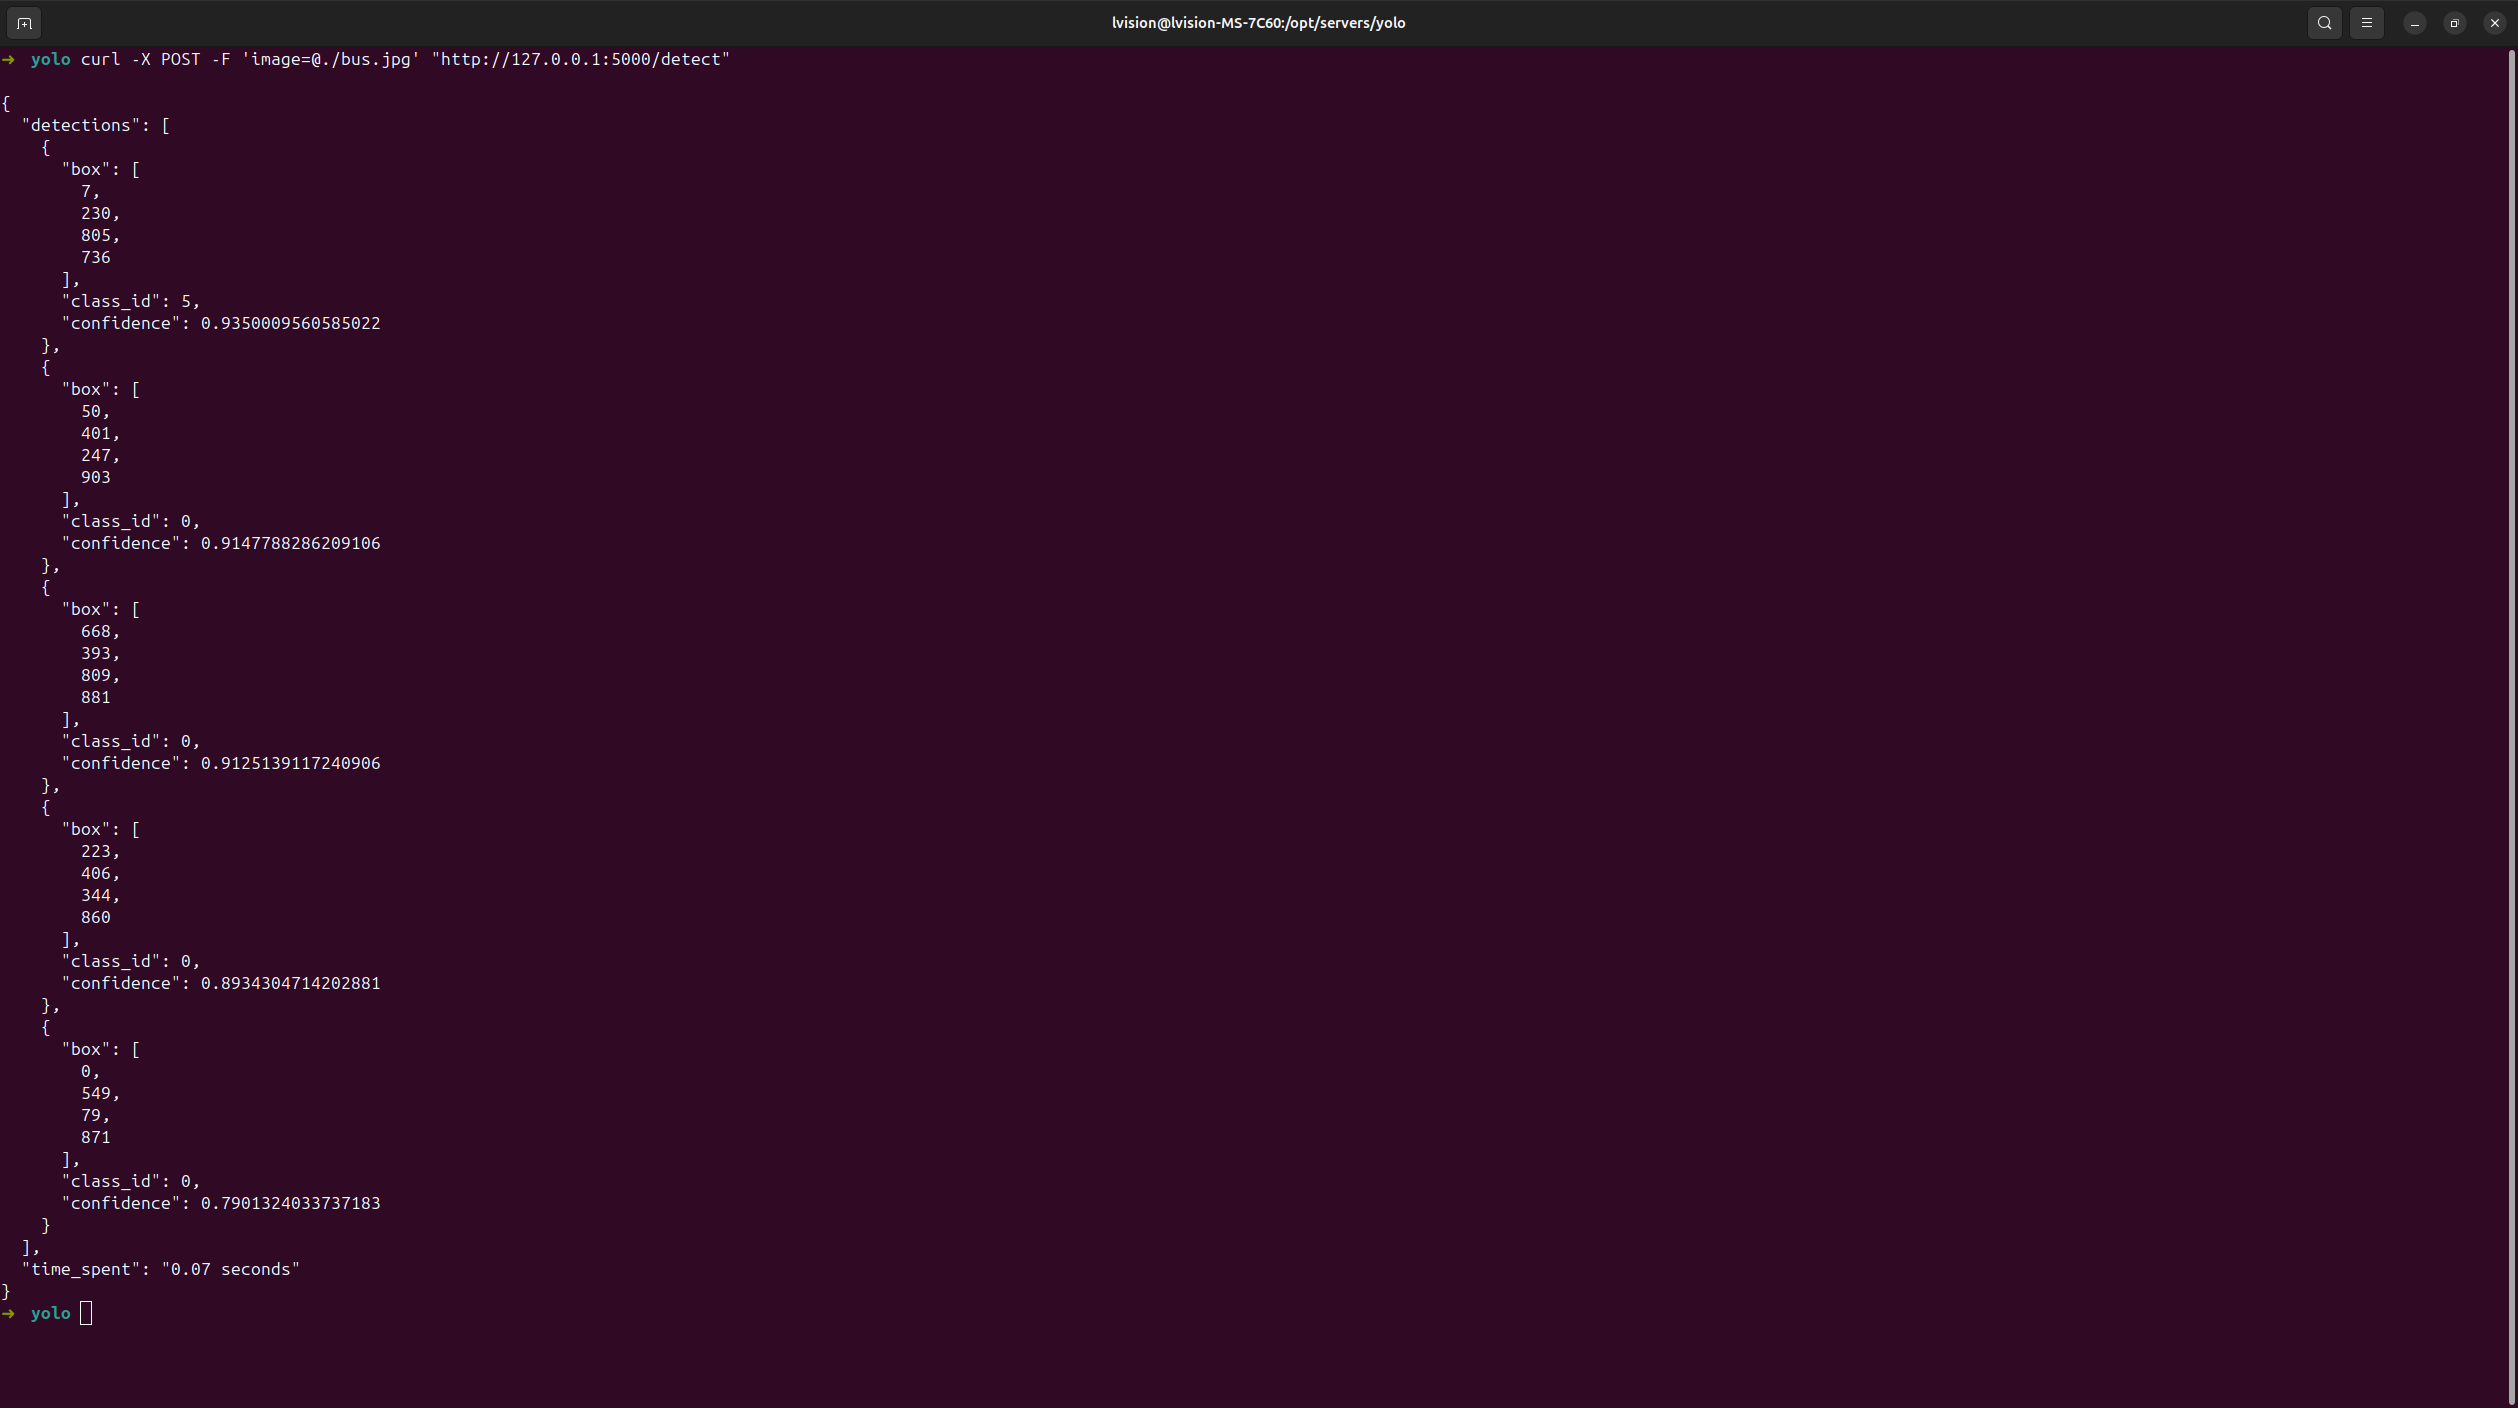 lvision@lvision-MS-7C60:/opt/servers/yolo
➜  yolo curl -X POST -F 'image=@./bus.jpg' "http://127.0.0.1:5000/detect"
{
  "detections": [
    {
      "box": [
        7,
        230,
        805,
        736
      ],
      "class_id": 5,
      "confidence": 0.9350009560585022
    },
    {
      "box": [
        50,
        401,
        247,
        903
      ],
      "class_id": 0,
      "confidence": 0.9147788286209106
    },
    {
      "box": [
        668,
        393,
        809,
        881
      ],
      "class_id": 0,
      "confidence": 0.9125139117240906
    },
    {
      "box": [
        223,
        406,
        344,
        860
      ],
      "class_id": 0,
      "confidence": 0.8934304714202881
    },
    {
      "box": [
        0,
        549,
        79,
        871
      ],
      "class_id": 0,
      "confidence": 0.7901324033737183
    }
  ],
  "time_spent": "0.07 seconds"
}
➜  yolo